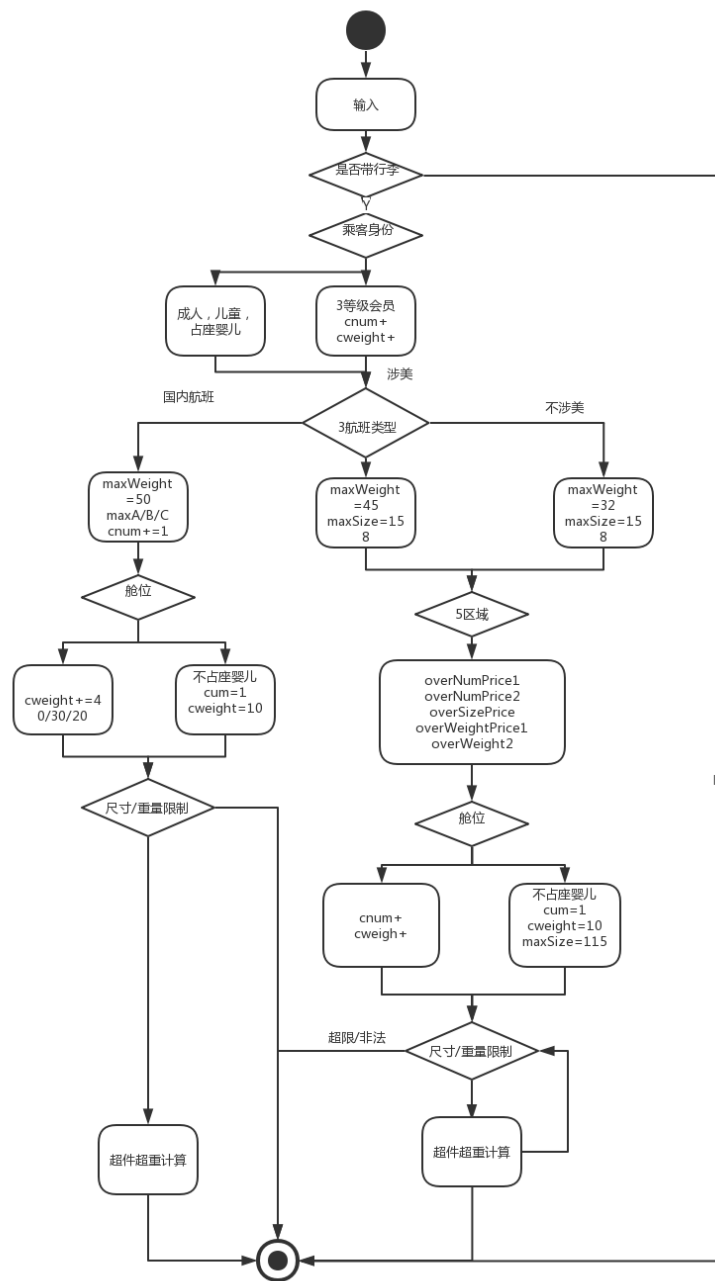 输入
是否带行李
Y
乘客身份
成人，儿童，
占座婴儿
3等级会员
cnum+
cweight+
涉美
国内航班
不涉美
3航班类型
maxWeight
=50
maxA/B/C
cnum+=1
maxWeight
=45
maxSize=15
8
maxWeight
=32
maxSize=15
8
舱位
5区域
cweight+=4
0/30/20
不占座婴儿
cum=1
cweight=10
overNumPrice1
overNumPrice2
overSizePrice
overWeightPrice1
overWeight2
尺寸/重量限制
舱位
cnum+
cweigh+
不占座婴儿
cum=1
cweight=10
maxSize=115
超限/非法
尺寸/重量限制
超件超重计算
超件超重计算